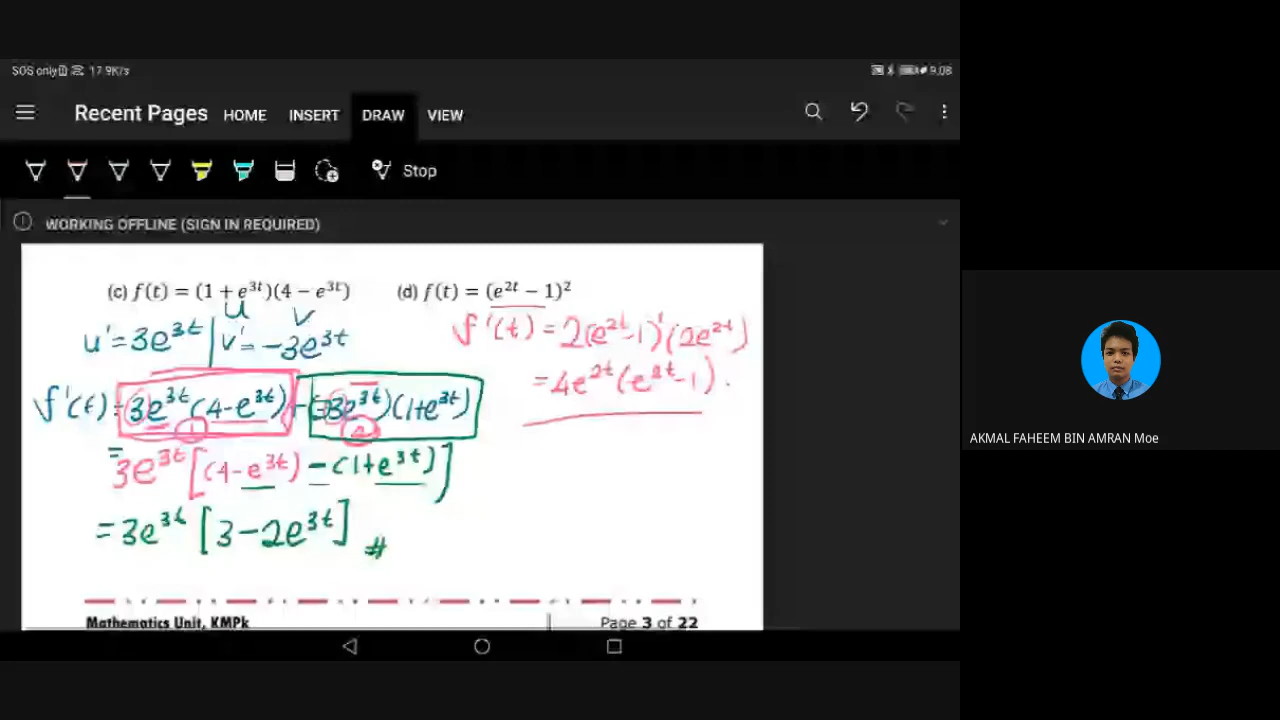 SOS only 17.9K/s 9:08
Recent Pages HOME INSERT DRAW VIEW
Stop
WORKING OFFLINE (SIGN IN REQUIRED)
(c) f(t) = (1 + e^{3t})(4 − e^{3t}) (d) f(t) = (e^{2t} − 1)^2
u v
u' = 3e^{3t} | v' = -3e^{3t}
f'(t) = 2(e^{2t}-1)^1(2e^{2t})
= 4e^{2t}(e^{2t}-1).
f'(t) = 3e^{3t}(4-e^{3t}) + (-3e^{3t})(1+e^{3t})
= 3e^{3t}[(4-e^{3t}) - (1+e^{3t})]
= 3e^{3t}[3-2e^{3t}] #
Mathematics Unit, KMPk Page 3 of 22
AKMAL FAHEEM BIN AMRAN Moe